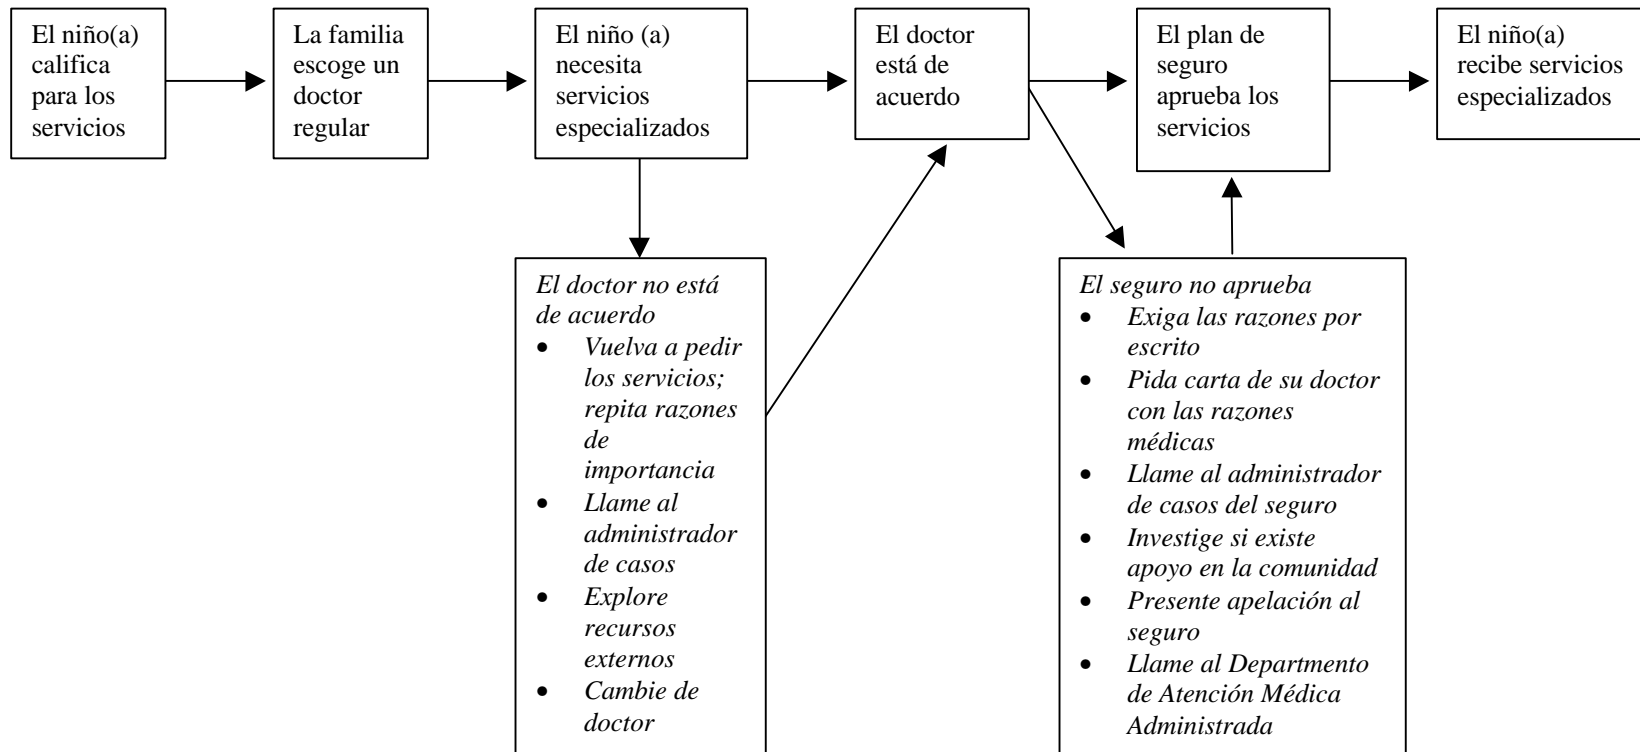 El niño(a)
califica
para los
servicios
La familia
escoge un
doctor
regular
El niño (a)
necesita
servicios
especializados
El doctor
está de
acuerdo
El plan de
seguro
aprueba los
servicios
El niño(a)
recibe servicios
especializados
El doctor no está
de acuerdo
• Vuelva a pedir
los servicios;
repita razones
de
importancia
• Llame al
administrador
de casos
• Explore
recursos
externos
• Cambie de
doctor
El seguro no aprueba
• Exiga las razones por
escrito
• Pida carta de su doctor
con las razones
médicas
• Llame al administrador
de casos del seguro
• Investige si existe
apoyo en la comunidad
• Presente apelación al
seguro
• Llame al Departmento
de Atención Médica
Administrada